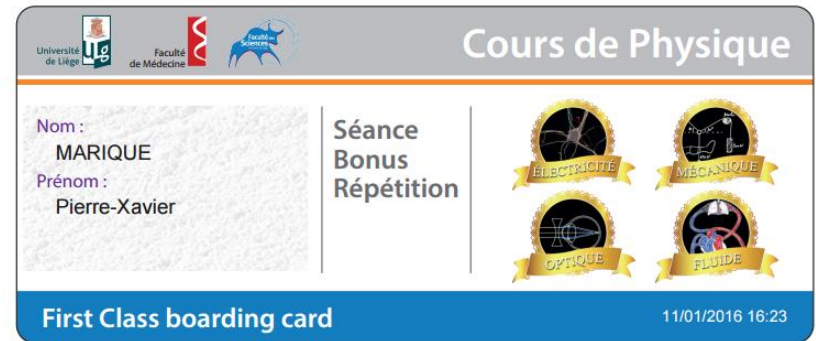 Université
de Liège
Faculté
de Médecine
Faculté des
Sciences
Cours de Physique
Nom :
MARIQUE
Prénom :
Pierre-Xavier
Séance
Bonus
Répétition
ÉLECTRICITÉ
MÉCANIQUE
OPTIQUE
FLUIDE
First Class boarding card
11/01/2016 16:23